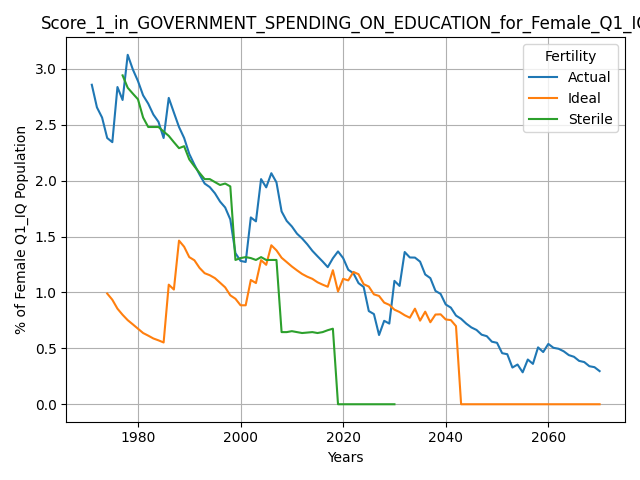 Score_1_in_GOVERNMENT_SPENDING_ON_EDUCATION_for_Female_Q1_IQ
Fertility
Actual
Ideal
Sterile
% of Female Q1_IQ Population
3.0
2.5
2.0
1.5
1.0
0.5
0.0
1980 2000 2020 2040 2060
Years